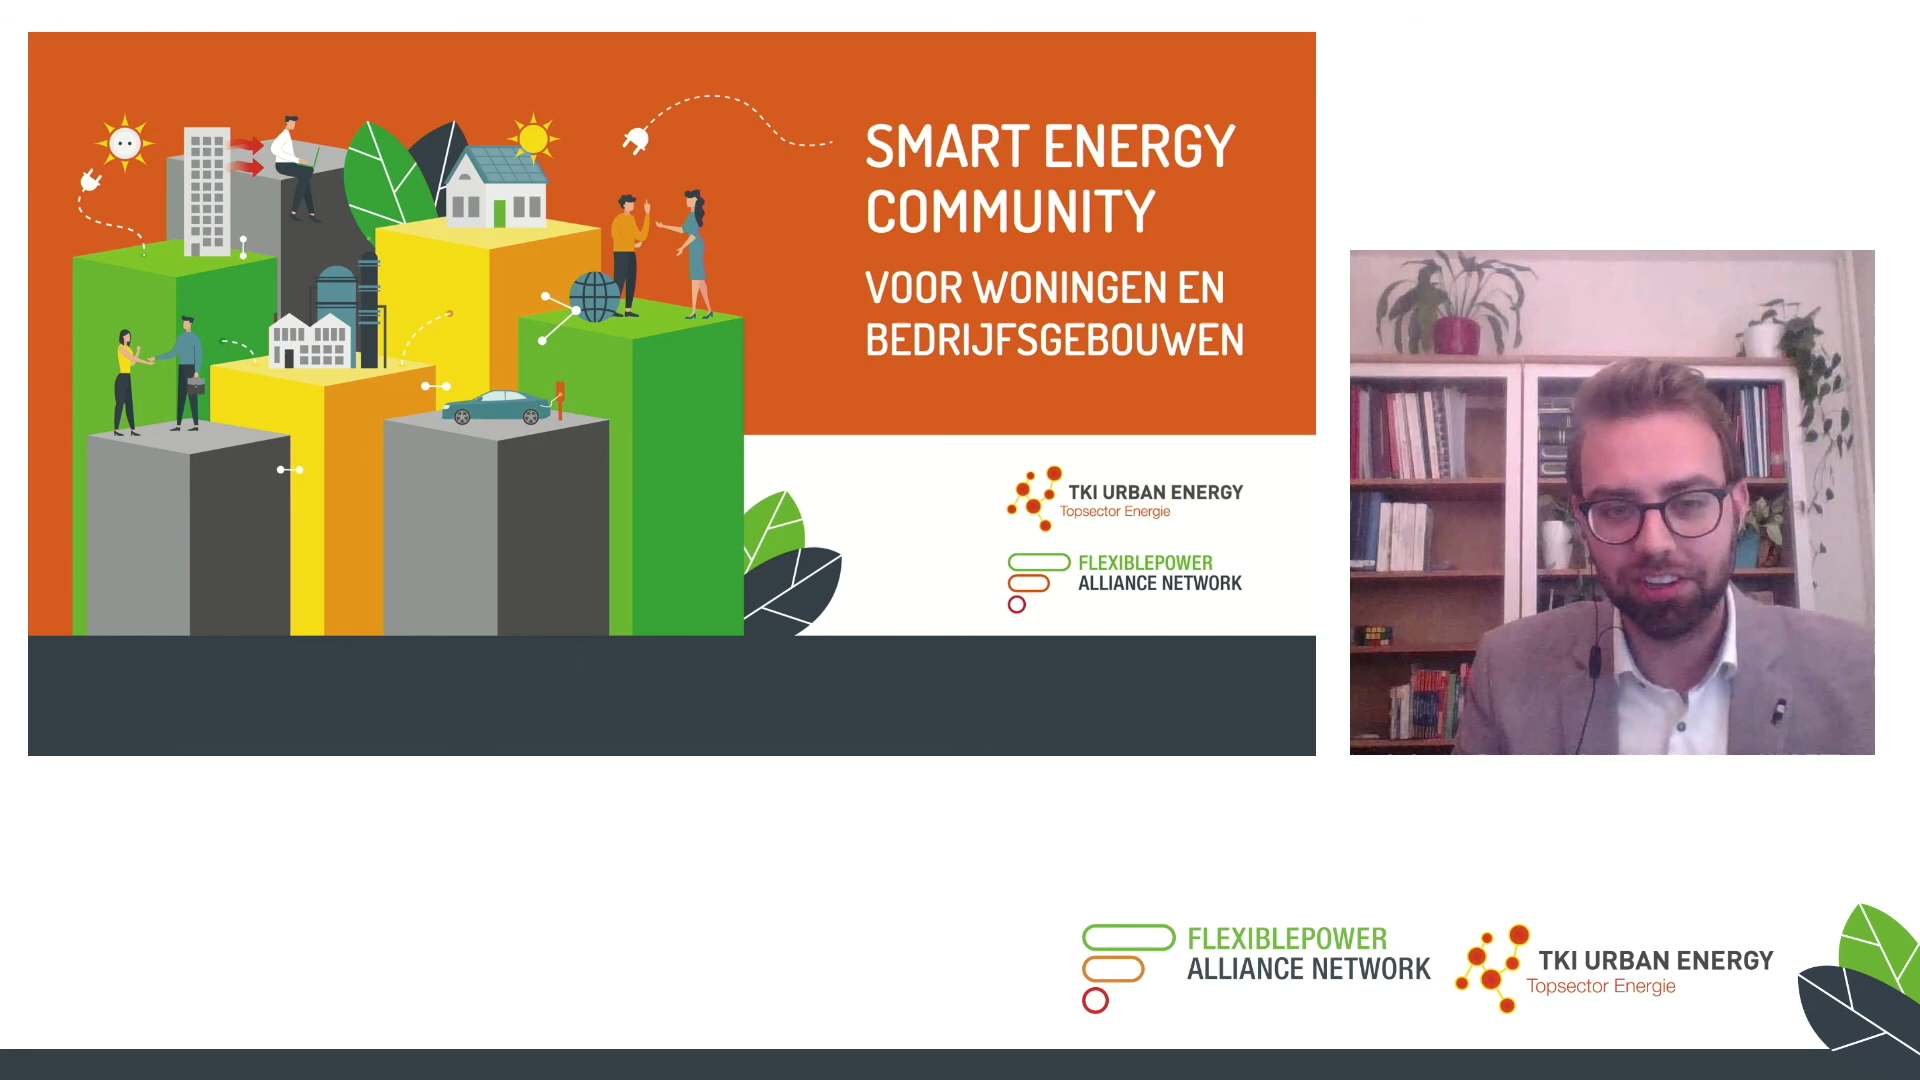 SMART ENERGY
COMMUNITY
VOOR WONINGEN EN
BEDRIJFSGEBOUWEN
TKI URBAN ENERGY
Topsector Energie
FLEXIBLEPOWER
ALLIANCE NETWORK
FLEXIBLEPOWER
ALLIANCE NETWORK
TKI URBAN ENERGY
Topsector Energie